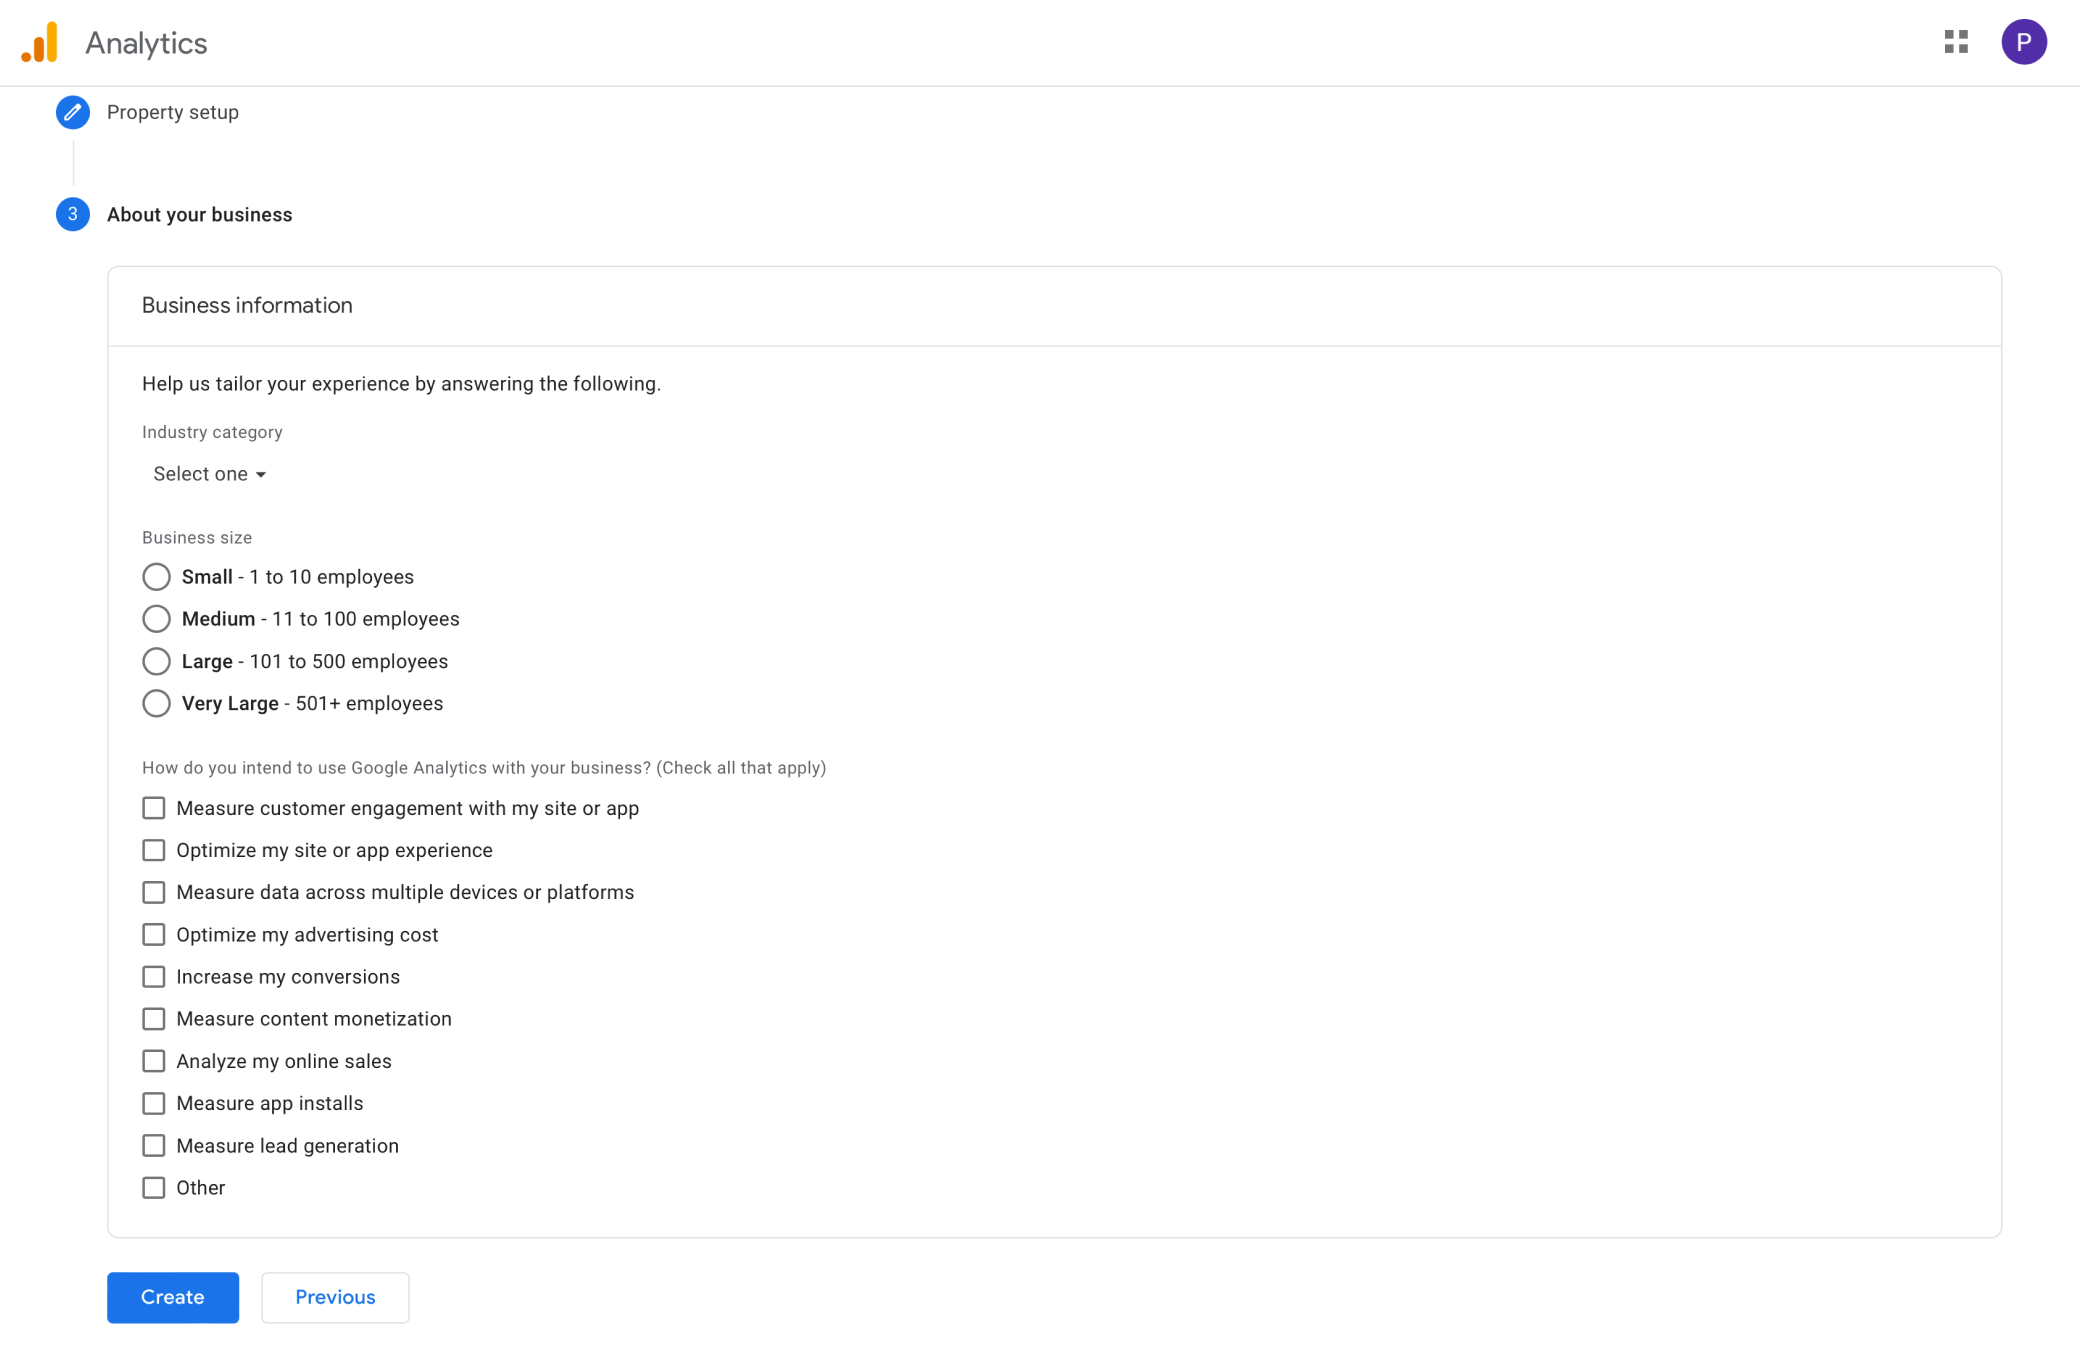 Analytics
P
Property setup
3
About your business
Business information
Help us tailor your experience by answering the following.
Industry category
Select one
Business size
Small - 1 to 10 employees
Medium - 11 to 100 employees
Large - 101 to 500 employees
Very Large - 501+ employees
How do you intend to use Google Analytics with your business? (Check all that apply)
Measure customer engagement with my site or app
Optimize my site or app experience
Measure data across multiple devices or platforms
Optimize my advertising cost
Increase my conversions
Measure content monetization
Analyze my online sales
Measure app installs
Measure lead generation
Other
Create
Previous